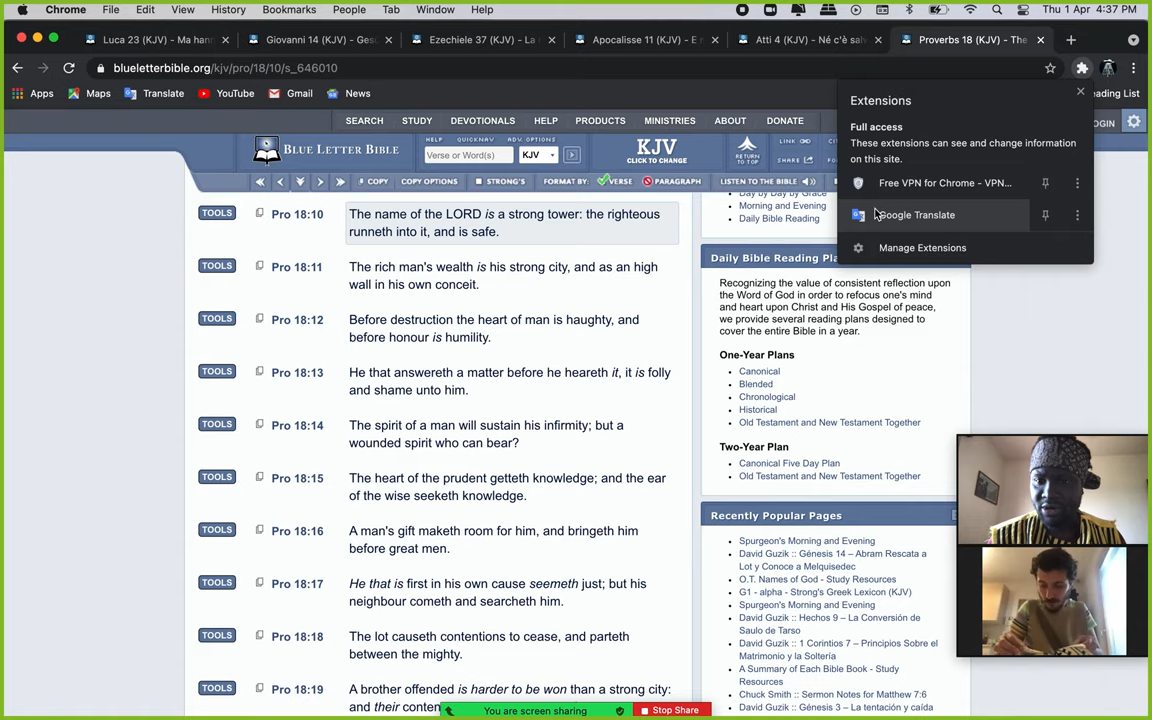 Chrome File Edit View History Bookmarks People Tab Window Help Thu 1 Apr 4:37 PM
Luca 23 (KJV) - Ma han Giovanni 14 (KJV) - Gesu Ezechiele 37 (KJV) - La Apocalisse 11 (KJV) - E n Atti 4 (KJV) - Né c'è sal Proverbs 18 (KJV) - The
blueletterbible.org/kjv/pro/18/10/s_646010
Apps Maps Translate YouTube Gmail News
SEARCH STUDY DEVOTIONALS HELP PRODUCTS MINISTRIES ABOUT DONATE
BLUE LETTER BIBLE
HELP QUICKNAV ADV. OPTIONS
Verse or Word(s) KJV
KJV
CLICK TO CHANGE
RETURN
TO TOP
LINK
SHARE
COPY COPY OPTIONS STRONG'S FORMAT BY: VERSE PARAGRAPH LISTEN TO THE BIBLE
TOOLS Pro 18:10 The name of the LORD is a strong tower: the righteous
runneth into it, and is safe.
TOOLS Pro 18:11 The rich man's wealth is his strong city, and as an high
wall in his own conceit.
TOOLS Pro 18:12 Before destruction the heart of man is haughty, and
before honour is humility.
TOOLS Pro 18:13 He that answereth a matter before he heareth it, it is folly
and shame unto him.
TOOLS Pro 18:14 The spirit of a man will sustain his infirmity; but a
wounded spirit who can bear?
TOOLS Pro 18:15 The heart of the prudent getteth knowledge; and the ear
of the wise seeketh knowledge.
TOOLS Pro 18:16 A man's gift maketh room for him, and bringeth him
before great men.
TOOLS Pro 18:17 He that is first in his own cause seemeth just; but his
neighbour cometh and searcheth him.
TOOLS Pro 18:18 The lot causeth contentions to cease, and parteth
between the mighty.
TOOLS Pro 18:19 A brother offended is harder to be won than a strong city:
and their conten
Day by Day by Grace
Morning and Evening
Daily Bible Reading
Daily Bible Reading Pla
Recognizing the value of consistent reflection upon
the Word of God in order to refocus one's mind
and heart upon Christ and His Gospel of peace,
we provide several reading plans designed to
cover the entire Bible in a year.
One-Year Plans
Canonical
Blended
Chronological
Historical
Old Testament and New Testament Together
Two-Year Plan
Canonical Five Day Plan
Old Testament and New Testament Together
Recently Popular Pages
Spurgeon's Morning and Evening
David Guzik :: Génesis 14 – Abram Rescata a
Lot y Conoce a Melquisedec
O.T. Names of God - Study Resources
G1 - alpha - Strong's Greek Lexicon (KJV)
Spurgeon's Morning and Evening
David Guzik :: Hechos 9 – La Conversión de
Saulo de Tarso
David Guzik :: 1 Corintios 7 – Principios Sobre el
Matrimonio y la Soltería
A Summary of Each Bible Book - Study
Resources
Chuck Smith :: Sermon Notes for Matthew 7:6
David Guzik :: Génesis 3 – La tentación y caída
Extensions
Full access
These extensions can see and change information
on this site.
Free VPN for Chrome - VPN...
Google Translate
Manage Extensions
ading List
OGIN
You are screen sharing Stop Share